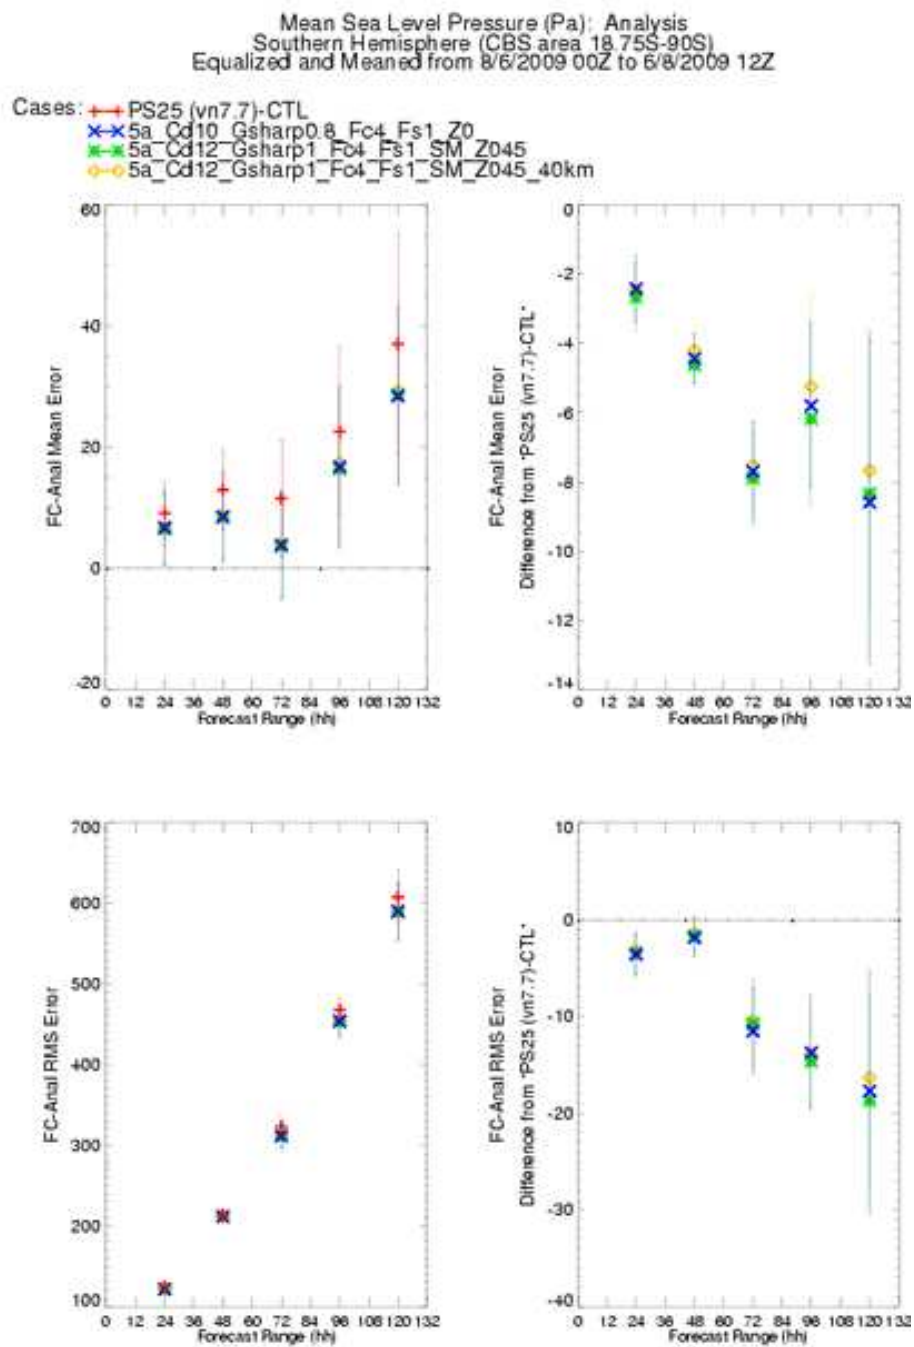 Mean Sea Level Pressure (Pa): Analysis
Southern Hemisphere (CBS area 18.75S-90S)
Equalized and Meaned from 8/6/2009 00Z to 6/8/2009 12Z
Cases: PS25 (vn7.7)-CTL
5a_Cd10_Gsharp0.8_Fc4_Fs1_Z0
5a_Cd12_Gsharp1_Fc4_Fs1_SM_Z045
5a_Cd12_Gsharp1_Fc4_Fs1_SM_Z045_40km
60
40
20
0
-20
FC-Anal Mean Error
0 12 24 36 48 60 72 84 96 108 120 132
Forecast Range (hh)
0
-2
-4
-6
-8
-10
-12
-14
FC-Anal Mean Error
Difference from "PS25 (vn7.7)-CTL"
0 12 24 36 48 60 72 84 96 108 120 132
Forecast Range (hh)
700
600
500
400
300
200
100
FC-Anal RMS Error
0 12 24 36 48 60 72 84 96 108 120 132
Forecast Range (hh)
10
0
-10
-20
-30
-40
FC-Anal RMS Error
Difference from "PS25 (vn7.7)-CTL"
0 12 24 36 48 60 72 84 96 108 120 132
Forecast Range (hh)